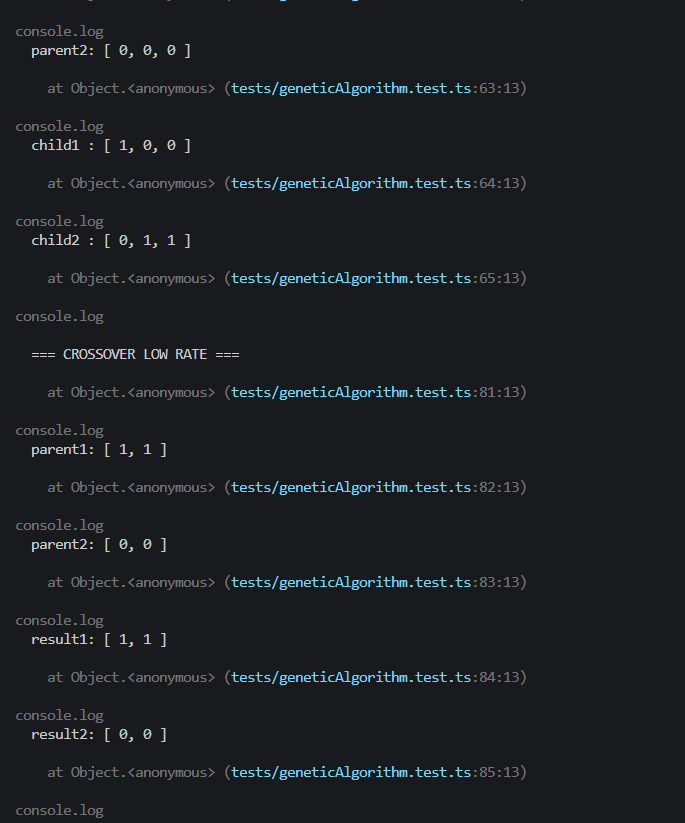 console.log
parent2: [ 0, 0, 0 ]
at Object.<anonymous> (tests/geneticAlgorithm.test.ts:63:13)
console.log
child1 : [ 1, 0, 0 ]
at Object.<anonymous> (tests/geneticAlgorithm.test.ts:64:13)
console.log
child2 : [ 0, 1, 1 ]
at Object.<anonymous> (tests/geneticAlgorithm.test.ts:65:13)
console.log
=== CROSSOVER LOW RATE ===
at Object.<anonymous> (tests/geneticAlgorithm.test.ts:81:13)
console.log
parent1: [ 1, 1 ]
at Object.<anonymous> (tests/geneticAlgorithm.test.ts:82:13)
console.log
parent2: [ 0, 0 ]
at Object.<anonymous> (tests/geneticAlgorithm.test.ts:83:13)
console.log
result1: [ 1, 1 ]
at Object.<anonymous> (tests/geneticAlgorithm.test.ts:84:13)
console.log
result2: [ 0, 0 ]
at Object.<anonymous> (tests/geneticAlgorithm.test.ts:85:13)
console.log